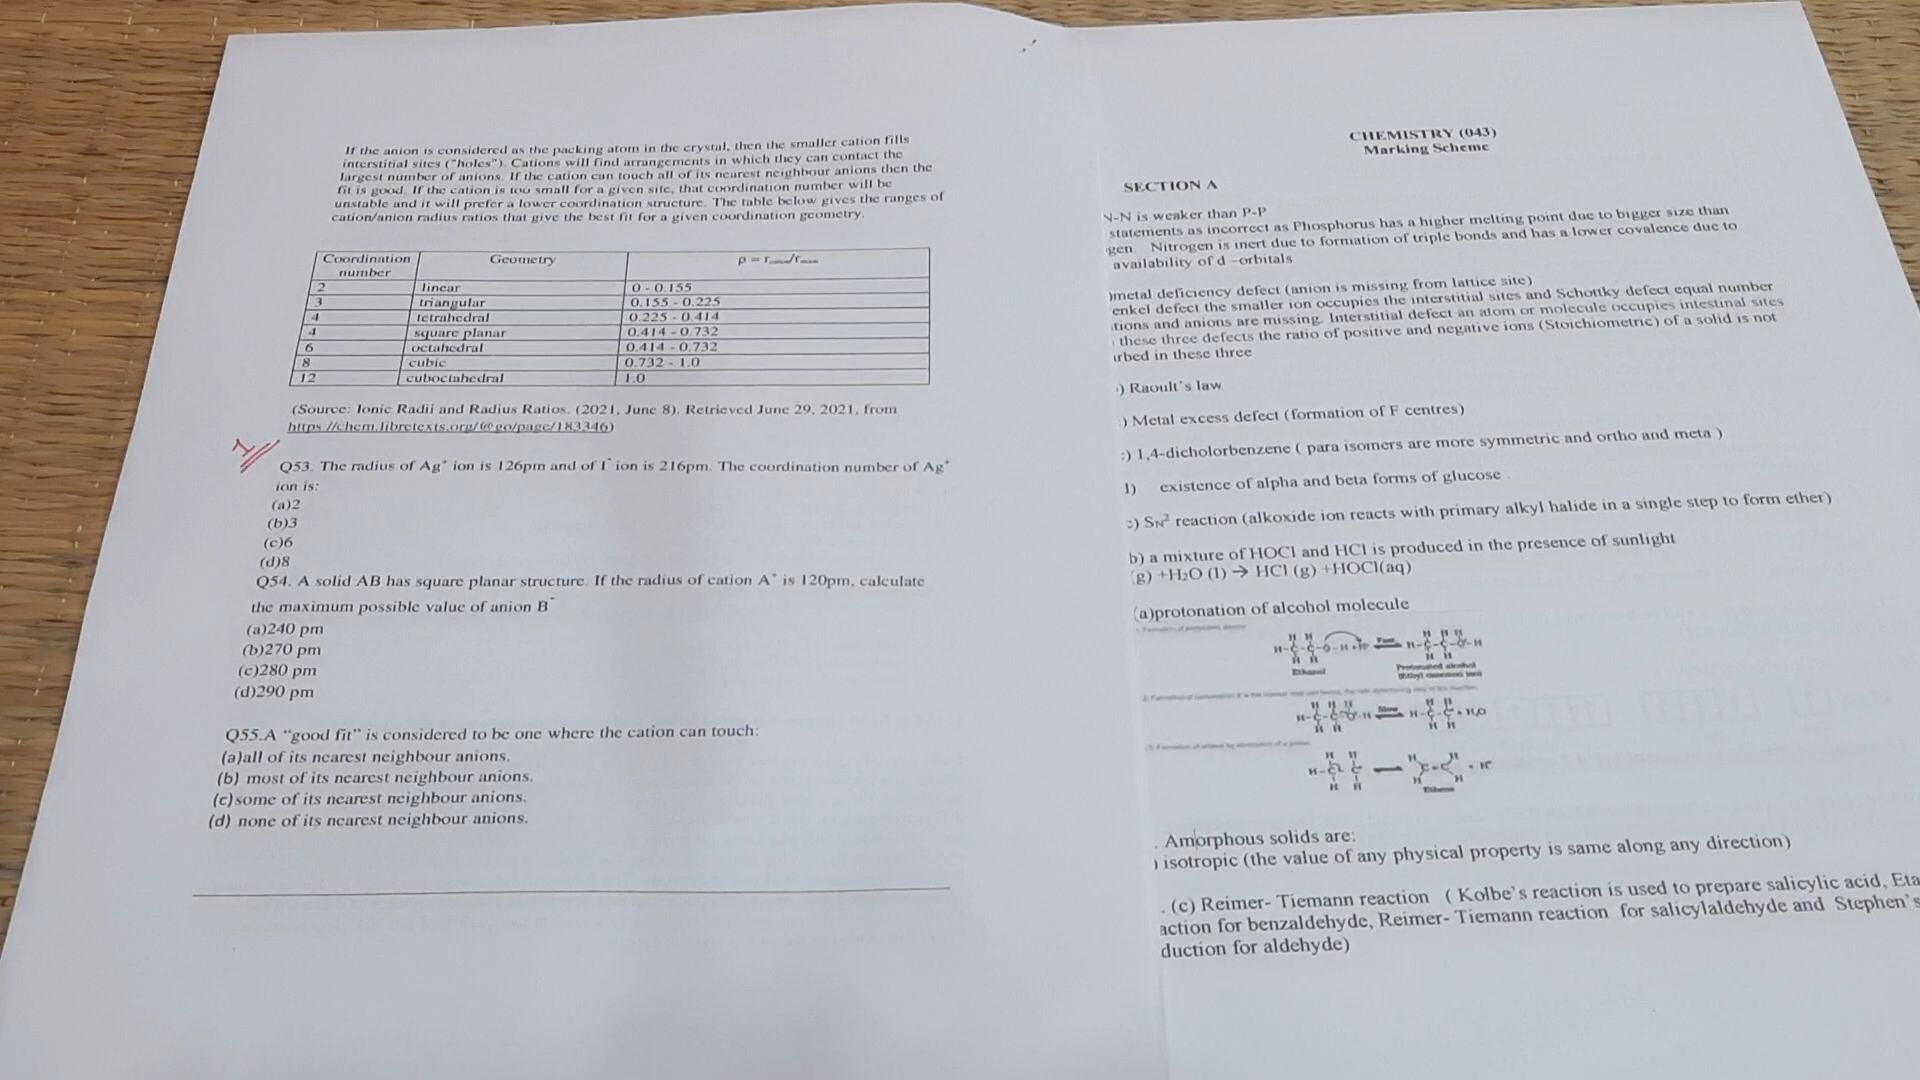 If the anion is considered as the packing atom in the crystal, then the smaller cation fills
interstitial sites ("holes"). Cations will find arrangements in which they can contact the
largest number of anions. If the cation can touch all of its nearest neighbour anions then the
fit is good. If the cation is too small for a given site, that coordination number will be
unstable and it will prefer a lower coordination structure. The table below gives the ranges of
cation/anion radius ratios that give the best fit for a given coordination geometry.
Coordination number Geometry ρ =
2 linear 0 - 0.155
3 triangular 0.155 - 0.225
4 tetrahedral 0.225 - 0.414
4 square planar 0.414 - 0.732
6 octahedral 0.414 - 0.732
8 cubic 0.732 - 1.0
12 cuboctahedral 1.0
(Source: Ionic Radii and Radius Ratios. (2021, June 8). Retrieved June 29, 2021, from
https://chem.libretexts.org/@go/page/183346)
1
Q53. The radius of Ag⁺ ion is 126pm and of I⁻ ion is 216pm. The coordination number of Ag⁺
ion is:
(a)2
(b)3
(c)6
(d)8
Q54. A solid AB has square planar structure. If the radius of cation A⁺ is 120pm, calculate
the maximum possible value of anion B⁻
(a)240 pm
(b)270 pm
(c)280 pm
(d)290 pm
Q55.A "good fit" is considered to be one where the cation can touch:
(a)all of its nearest neighbour anions.
(b) most of its nearest neighbour anions.
(c)some of its nearest neighbour anions.
(d) none of its nearest neighbour anions.
CHEMISTRY (043)
Marking Scheme
SECTION A
N-N is weaker than P-P
statements as incorrect as Phosphorus has a higher melting point due to bigger size than
gen. Nitrogen is inert due to formation of triple bonds and has a lower covalence due to
availability of d –orbitals
)metal deficiency defect (anion is missing from lattice site)
enkel defect the smaller ion occupies the interstitial sites and Schottky defect equal number
tions and anions are missing. Interstitial defect an atom or molecule occupies intestinal sites
these three defects the ratio of positive and negative ions (Stoichiometric) of a solid is not
urbed in these three
) Raoult's law
) Metal excess defect (formation of F centres)
) 1,4-dicholorbenzene ( para isomers are more symmetric and ortho and meta )
) existence of alpha and beta forms of glucose .
) SN² reaction (alkoxide ion reacts with primary alkyl halide in a single step to form ether)
b) a mixture of HOCl and HCl is produced in the presence of sunlight
(g) +H₂O (l) → HCl (g) +HOCl(aq)
(a)protonation of alcohol molecule
Ethanol
Protonated alcohol
Slow
+ H₂O
Ethene
. Amorphous solids are:
) isotropic (the value of any physical property is same along any direction)
. (c) Reimer- Tiemann reaction ( Kolbe's reaction is used to prepare salicylic acid, Eta
action for benzaldehyde, Reimer- Tiemann reaction for salicylaldehyde and Stephen's
duction for aldehyde)